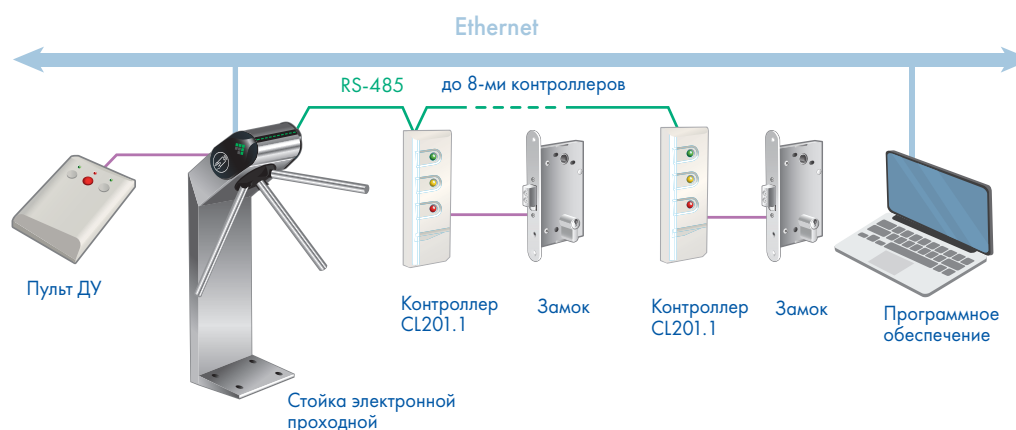 Ethernet
RS-485
до 8-ми контроллеров
Пульт ДУ
Контроллер
CL201.1
Замок
Контроллер
CL201.1
Замок
Программное
обеспечение
Стойка электронной
проходной